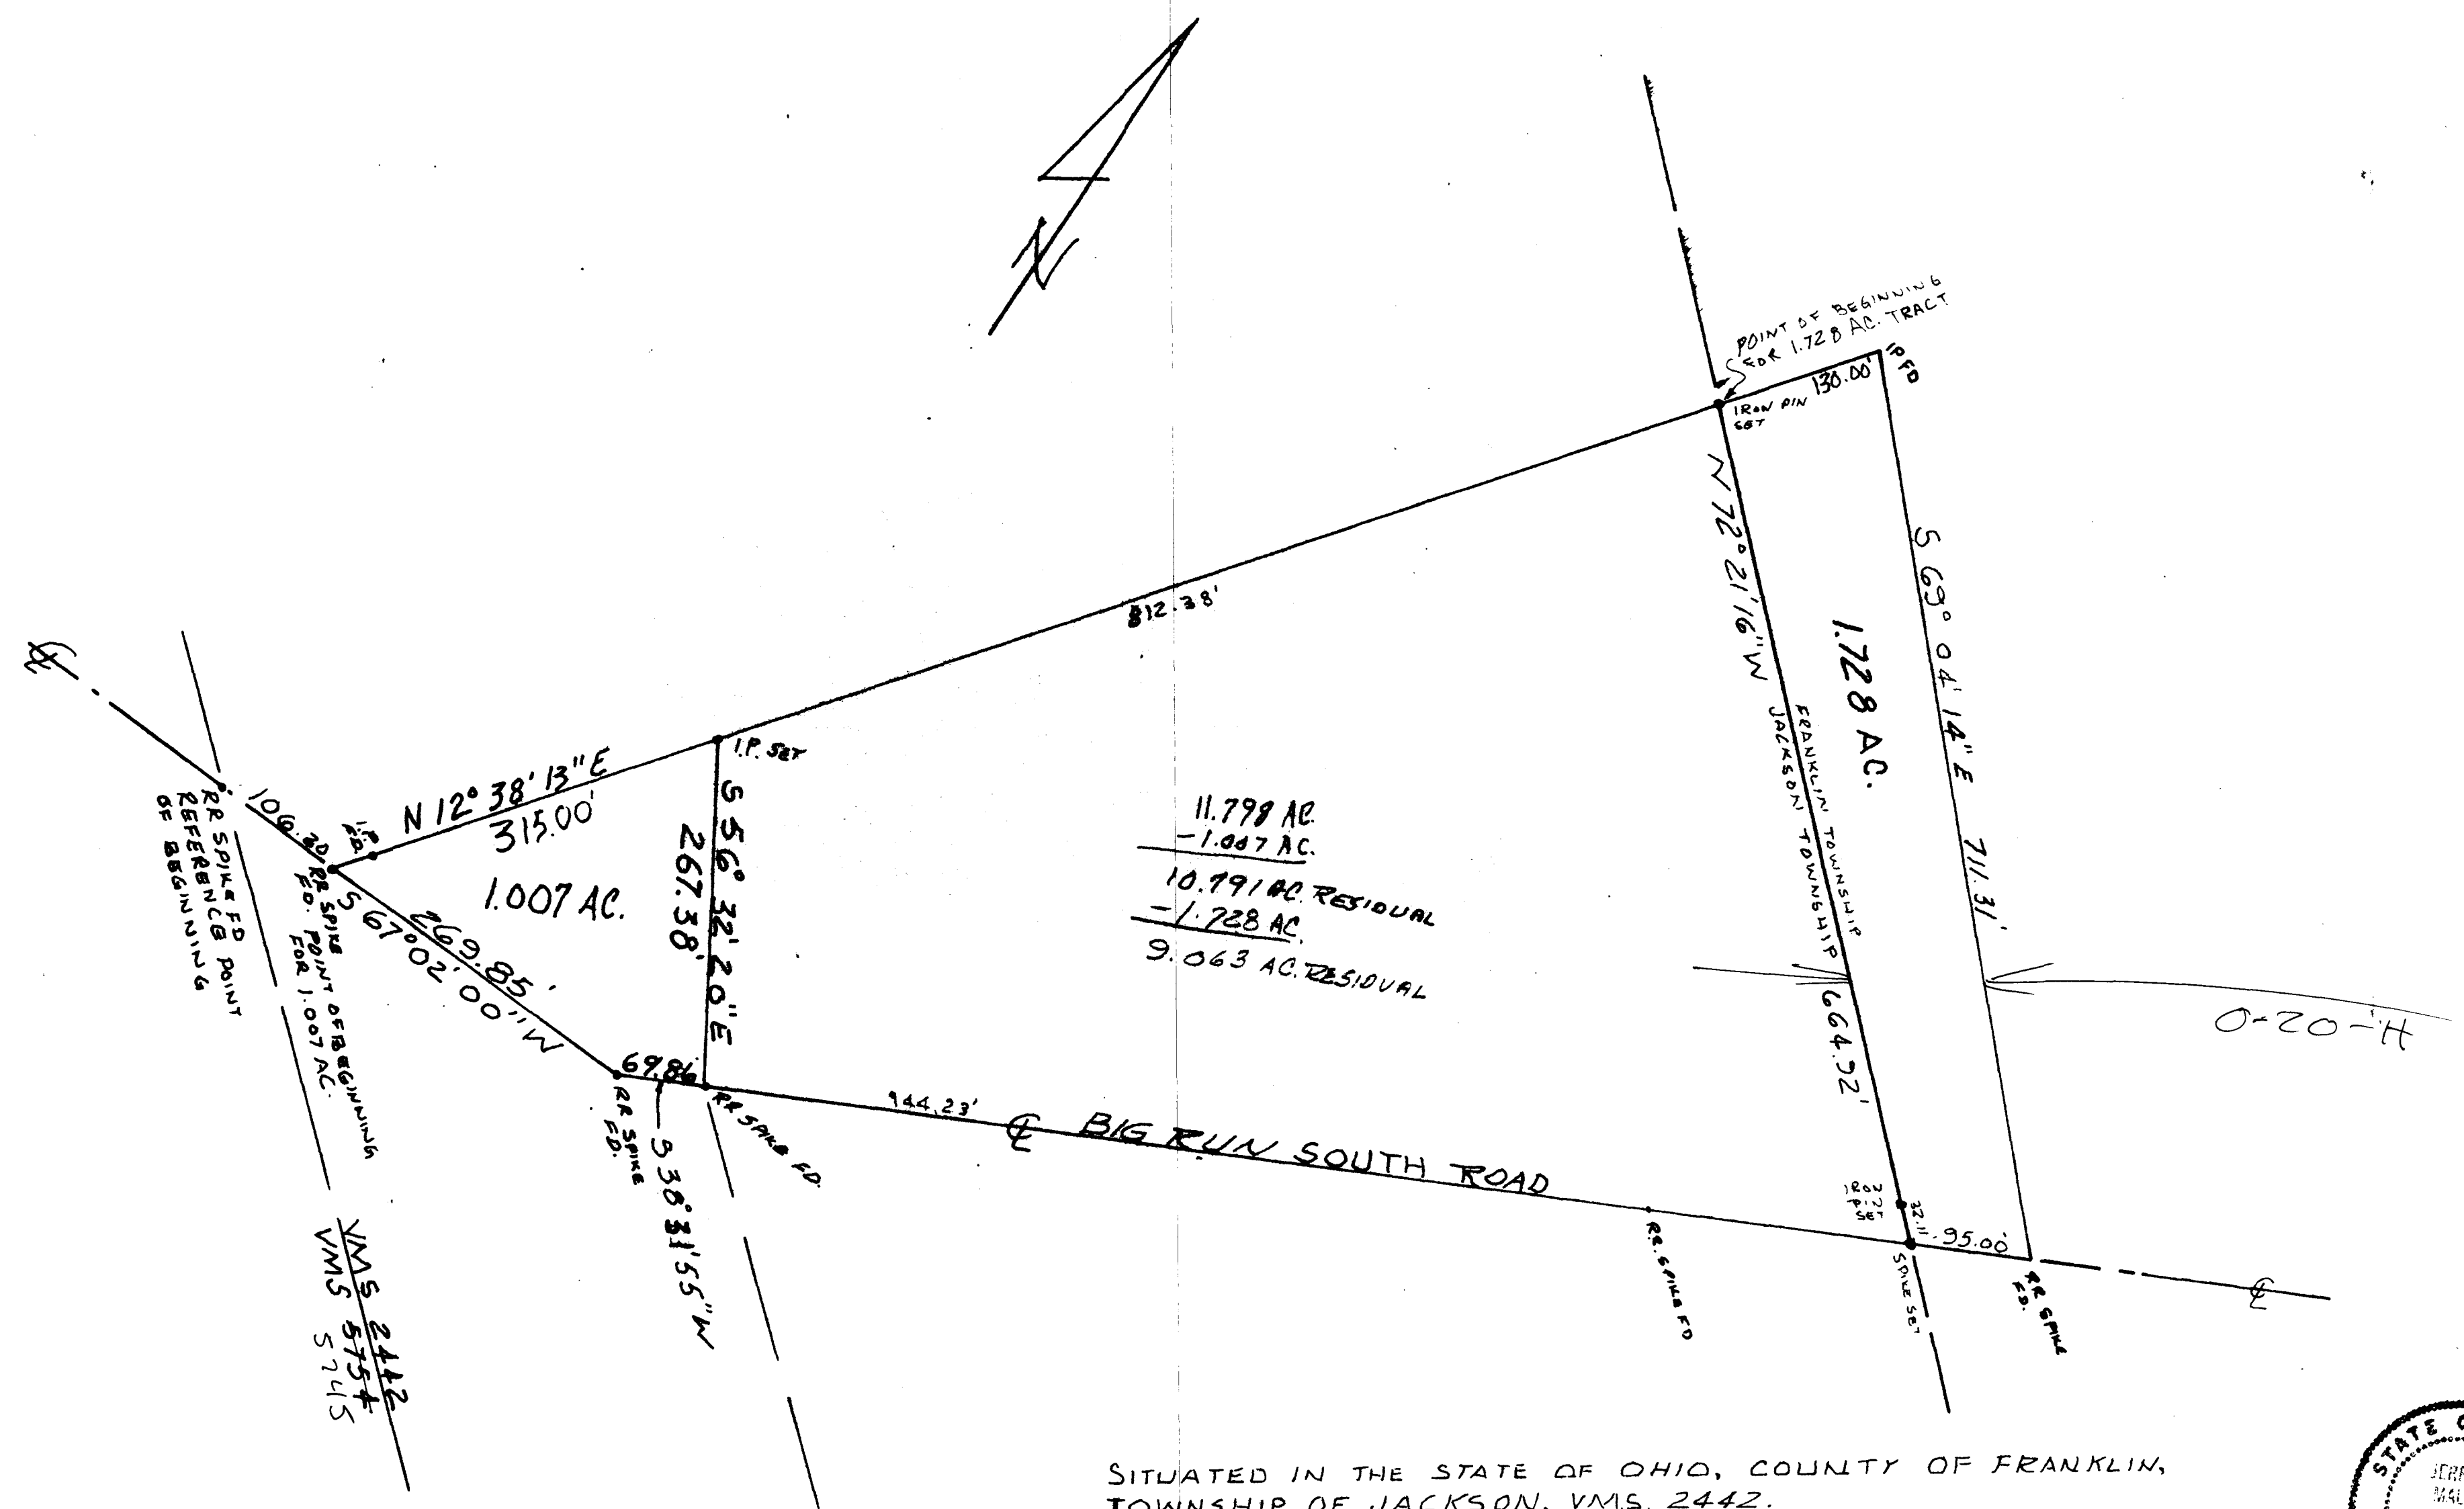 N
POINT OF BEGINNING
FOR 1.728 AC. TRACT
IP FD
130.00'
IRON PIN
SET
N 72° 21' 16" W
S 69° 04' 14" E 711.31'
1.728 AC.
FRANKLIN TOWNSHIP
JACKSON TOWNSHIP
664.32'
H-02-0
812.38'
I.P. SET
N 12° 38' 13" E
315.00'
I.P.
FD.
106.20
RR SPIKE FD
REFERENCE POINT
OF BEGINNING
RR SPIKE
FD. POINT OF BEGINNING
FOR 1.007 AC.
1.007 AC.
S 56° 32' 20" E
267.38'
269.85'
S 67° 02' 00" W
69.86'
RR SPIKE
FD.
S 38° 31' 55" W
RR SPIKE FD.
11.798 AC.
-1.007 AC.
10.791 AC. RESIDUAL
-1.728 AC.
9.063 AC. RESIDUAL
944.23'
BIG RUN SOUTH ROAD
IRON
PIN
SET
32.11
95.00'
SPIKE SET
RR SPIKE
FD.
RR. SPIKE FD
VMS 2442
VMS 5754
5745
SITUATED IN THE STATE OF OHIO, COUNTY OF FRANKLIN,
TOWNSHIP OF JACKSON, VMS. 2442.
STATE